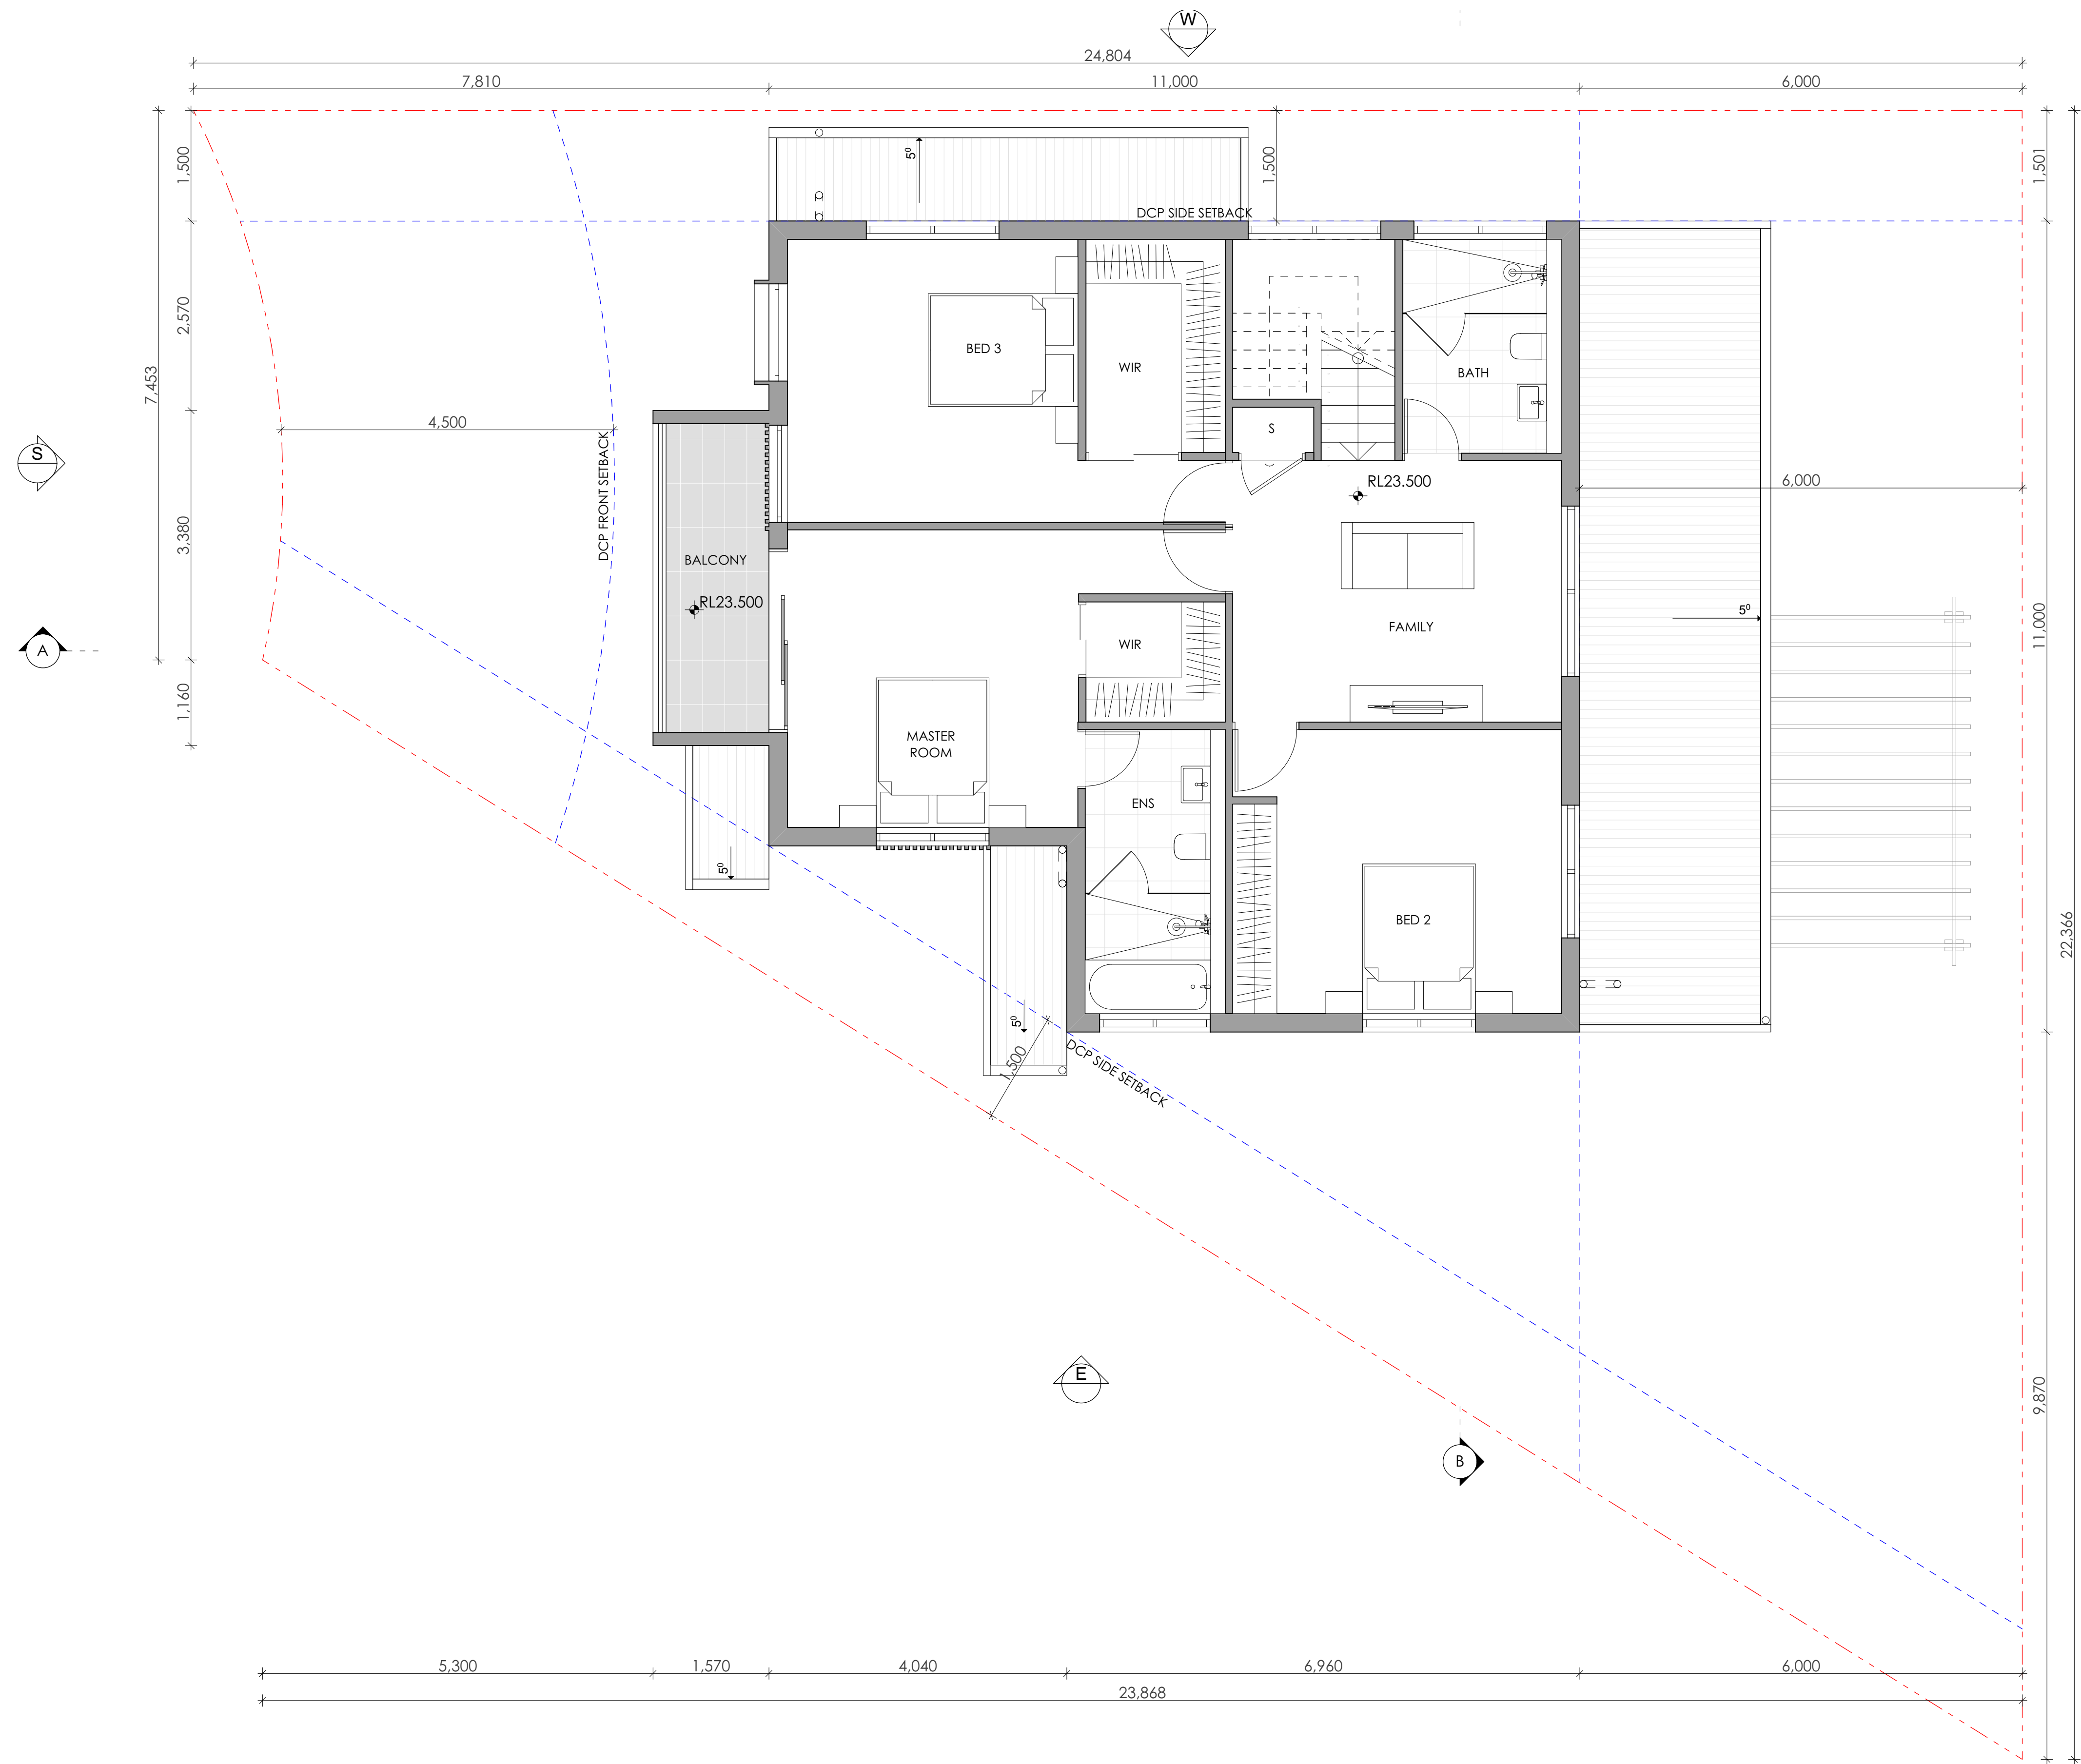 W
24,804
7,810
11,000
6,000
1,500
5⁰
1,500
1,501
DCP SIDE SETBACK
2,570
BED 3
WIR
BATH
7,453
4,500
S
S
DCP FRONT SETBACK
RL23.500
6,000
3,380
BALCONY
RL23.500
5⁰
11,000
FAMILY
A
WIR
1,160
MASTER
ROOM
ENS
5⁰
BED 2
22,366
5⁰
1,500
DCP SIDE SETBACK
E
9,870
B
5,300
1,570
4,040
6,960
6,000
23,868